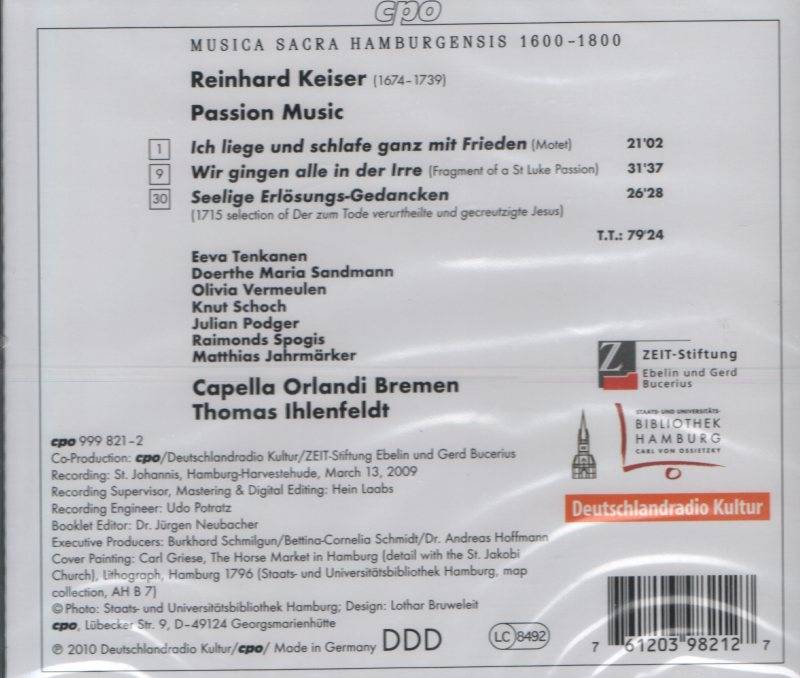 cpo
MUSICA SACRA HAMBURGENSIS 1600–1800
Reinhard Keiser (1674–1739)
Passion Music
1 Ich liege und schlafe ganz mit Frieden (Motet) 21'02
9 Wir gingen alle in der Irre (Fragment of a St Luke Passion) 31'37
30 Seelige Erlösungs-Gedancken 26'28
(1715 selection of Der zum Tode verurtheilte und gecreutzigte Jesus)
T.T.: 79'24
Eeva Tenkanen
Doerthe Maria Sandmann
Olivia Vermeulen
Knut Schoch
Julian Podger
Raimonds Spogis
Matthias Jahrmärker
Capella Orlandi Bremen
Thomas Ihlenfeldt
Z ZEIT-Stiftung
Ebelin und Gerd
Bucerius
STAATS- UND UNIVERSITÄTS-
BIBLIOTHEK
HAMBURG
CARL VON OSSIETZKY
Deutschlandradio Kultur
cpo 999 821–2
Co-Production: cpo/Deutschlandradio Kultur/ZEIT-Stiftung Ebelin und Gerd Bucerius
Recording: St. Johannis, Hamburg-Harvestehude, March 13, 2009
Recording Supervisor, Mastering & Digital Editing: Hein Laabs
Recording Engineer: Udo Potratz
Booklet Editor: Dr. Jürgen Neubacher
Executive Producers: Burkhard Schmilgun/Bettina-Cornelia Schmidt/Dr. Andreas Hoffmann
Cover Painting: Carl Griese, The Horse Market in Hamburg (detail with the St. Jakobi
Church), Lithograph, Hamburg 1796 (Staats- und Universitätsbibliothek Hamburg, map
collection, AH B 7)
© Photo: Staats- und Universitätsbibliothek Hamburg; Design: Lothar Bruweleit
cpo, Lübecker Str. 9, D–49124 Georgsmarienhütte
℗ 2010 Deutschlandradio Kultur/cpo/ Made in Germany DDD LC 8492
7 61203 98212 7